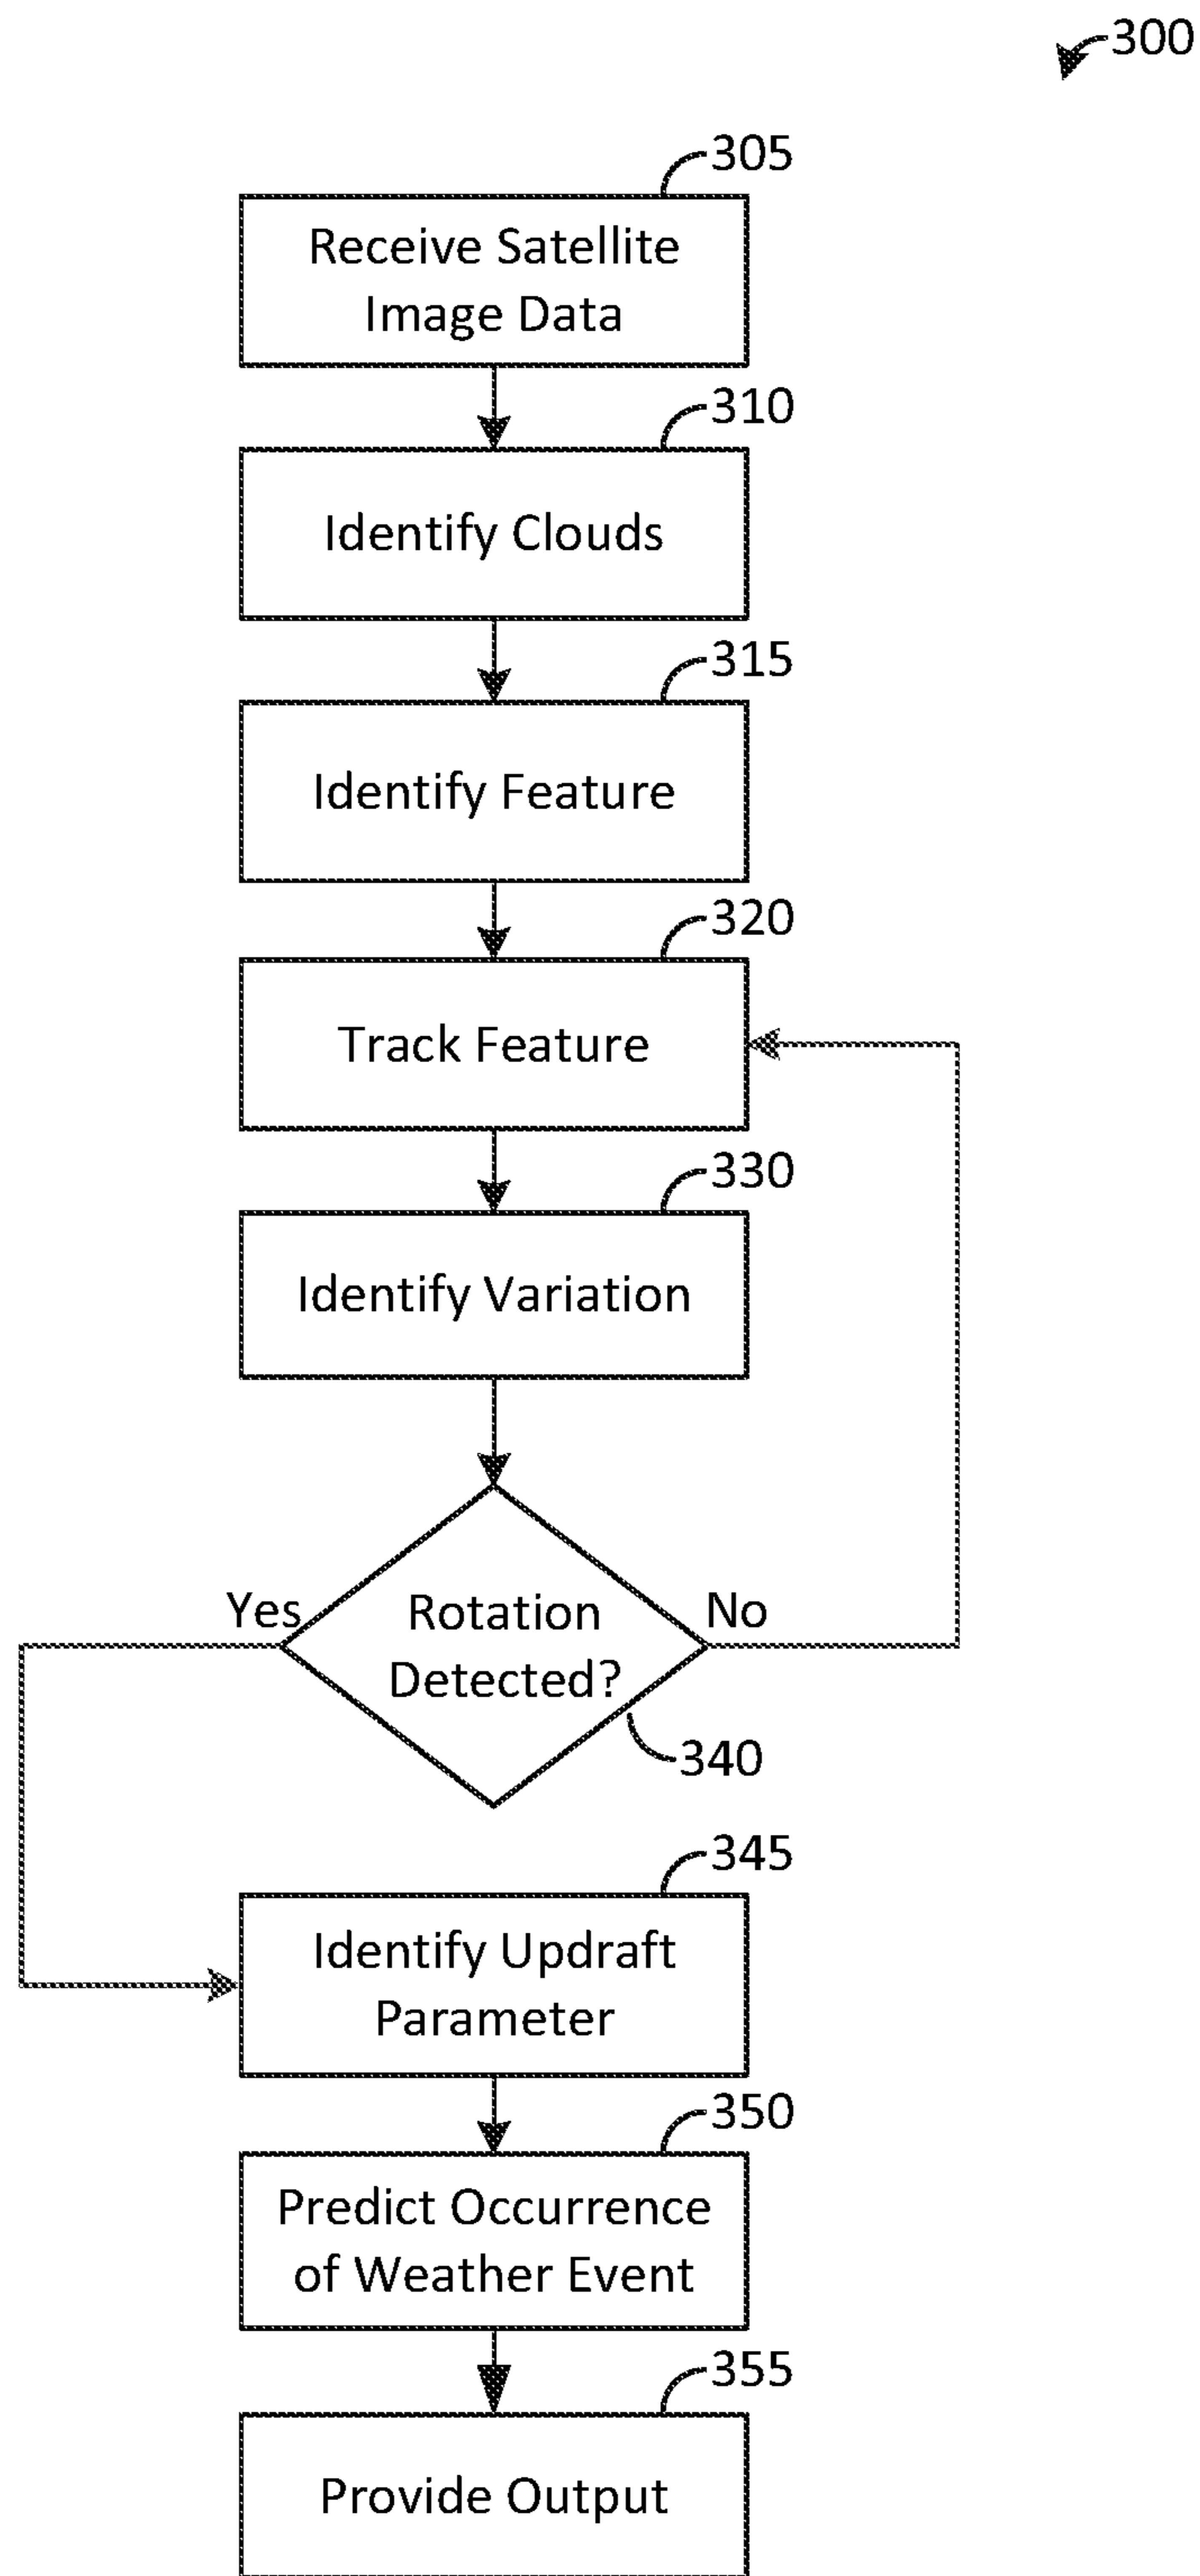 300
305
Receive Satellite
Image Data
310
Identify Clouds
315
Identify Feature
320
Track Feature
330
Identify Variation
Yes
Rotation
Detected?
No
340
345
Identify Updraft
Parameter
350
Predict Occurrence
of Weather Event
355
Provide Output